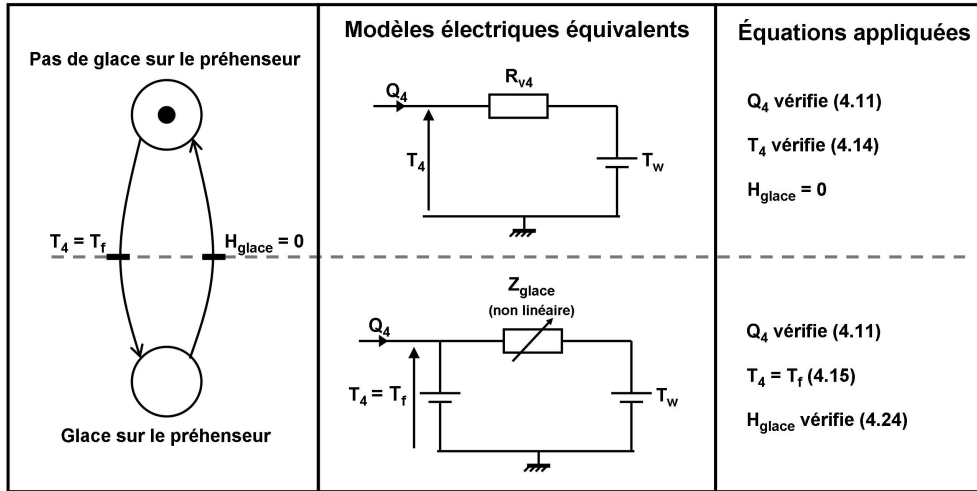 Pas de glace sur le préhenseur
T4 = Tf
Hglace = 0
Glace sur le préhenseur
Modèles électriques équivalents
Q4
Rv4
T4
Tw
Zglace
(non linéaire)
Q4
T4 = Tf
Tw
Équations appliquées
Q4 vérifie (4.11)
T4 vérifie (4.14)
Hglace = 0
Q4 vérifie (4.11)
T4 = Tf (4.15)
Hglace vérifie (4.24)